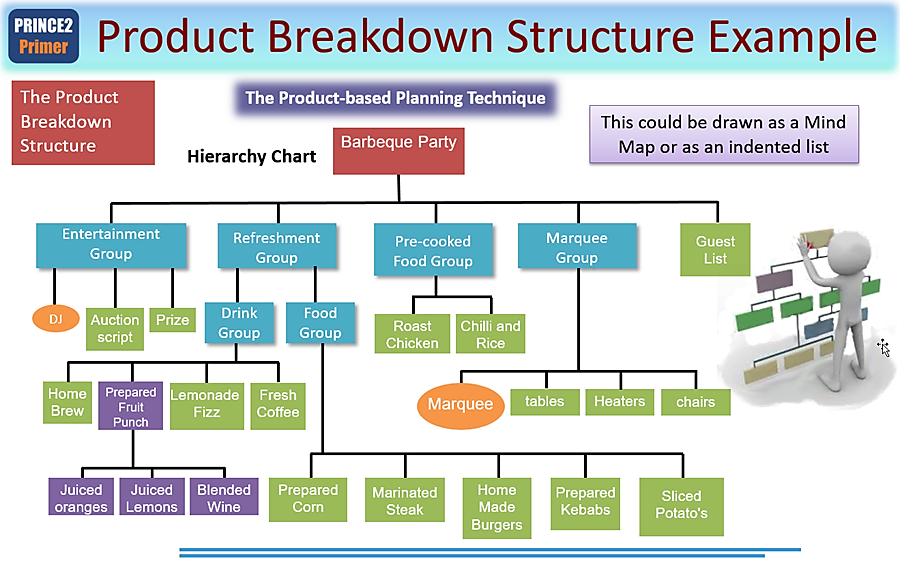 PRINCE2
Primer
Product Breakdown Structure Example
The Product
Breakdown
Structure
The Product-based Planning Technique
This could be drawn as a Mind
Map or as an indented list
Hierarchy Chart
Barbeque Party
Entertainment
Group
Refreshment
Group
Pre-cooked
Food Group
Marquee
Group
Guest
List
DJ
Auction
script
Prize
Drink
Group
Food
Group
Roast
Chicken
Chilli and
Rice
Home
Brew
Prepared
Fruit
Punch
Lemonade
Fizz
Fresh
Coffee
Marquee
tables
Heaters
chairs
Juiced
oranges
Juiced
Lemons
Blended
Wine
Prepared
Corn
Marinated
Steak
Home
Made
Burgers
Prepared
Kebabs
Sliced
Potato's